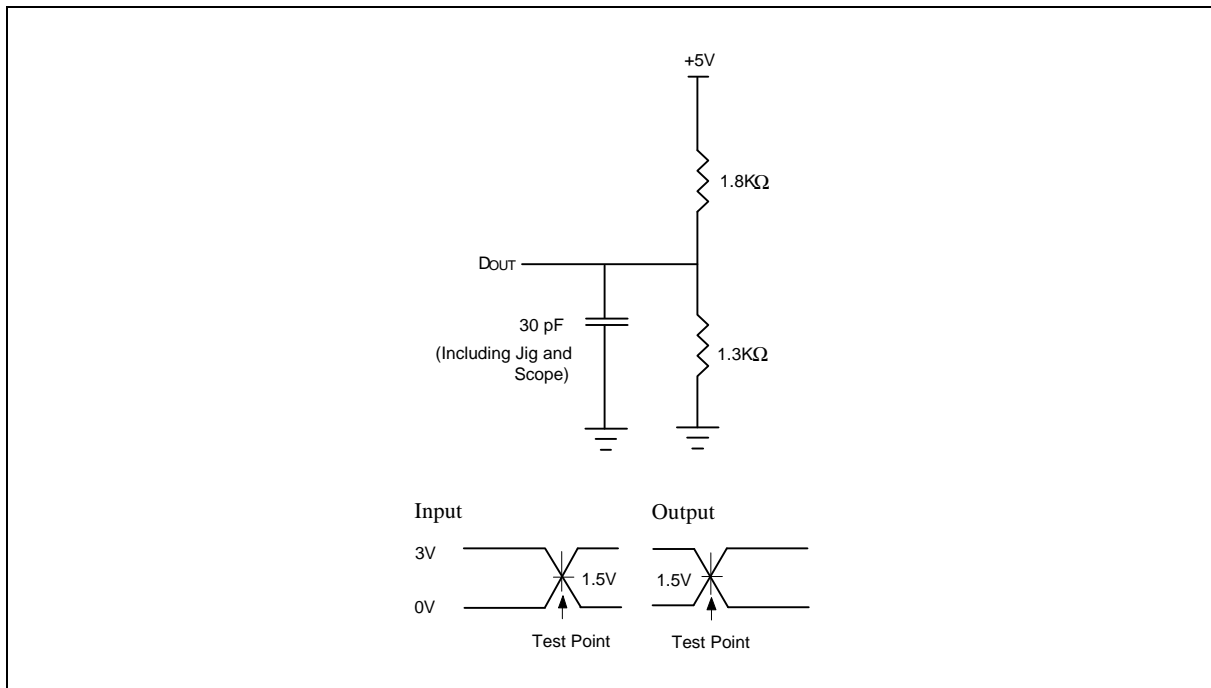 +5V
1.8KΩ
DOUT
30 pF
(Including Jig and
Scope)
1.3KΩ
Input
Output
3V
1.5V
1.5V
0V
Test Point
Test Point